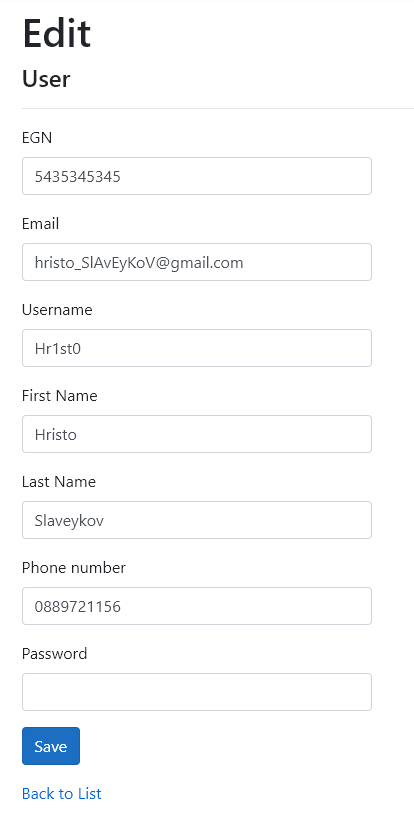 Edit
User
EGN
5435345345
Email
hristo_SlAvEyKoV@gmail.com
Username
Hr1st0
First Name
Hristo
Last Name
Slaveykov
Phone number
0889721156
Password
Save
Back to List